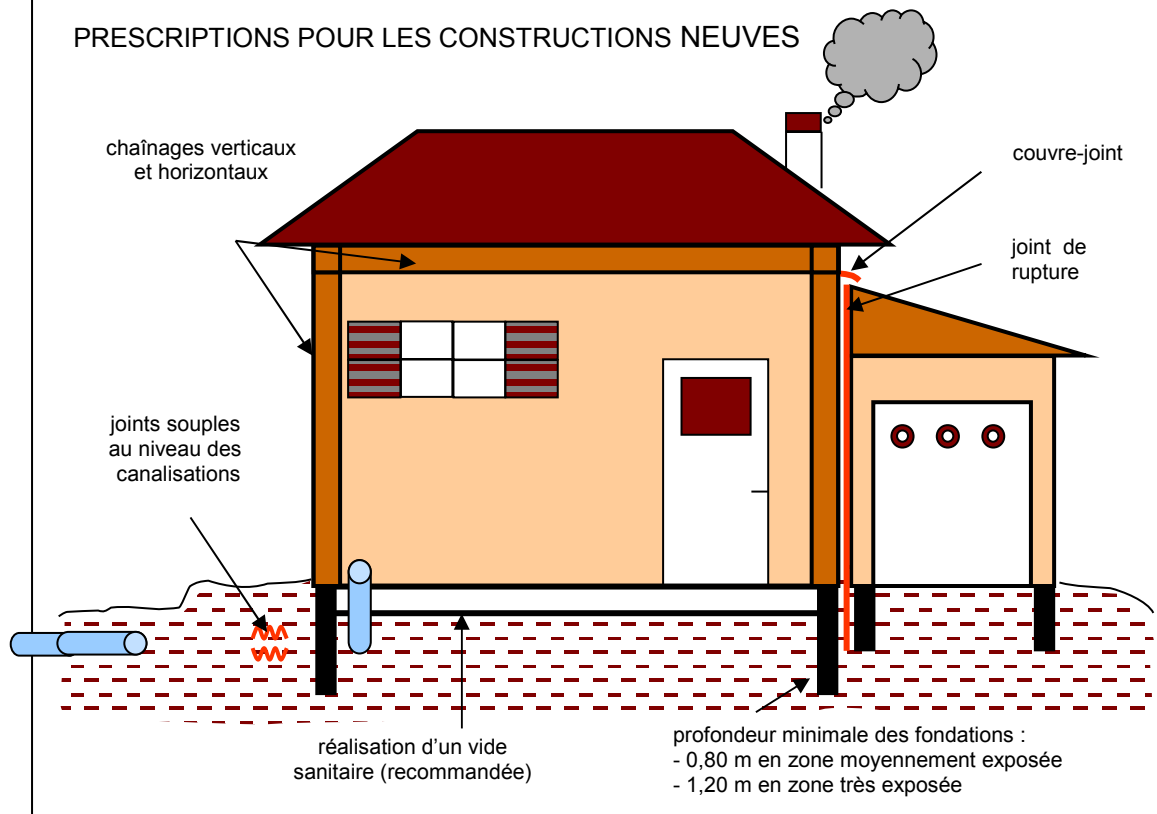 PRESCRIPTIONS POUR LES CONSTRUCTIONS NEUVES
chaînages verticaux
et horizontaux
couvre-joint
joint de
rupture
joints souples
au niveau des
canalisations
réalisation d’un vide
sanitaire (recommandée)
profondeur minimale des fondations :
- 0,80 m en zone moyennement exposée
- 1,20 m en zone très exposée